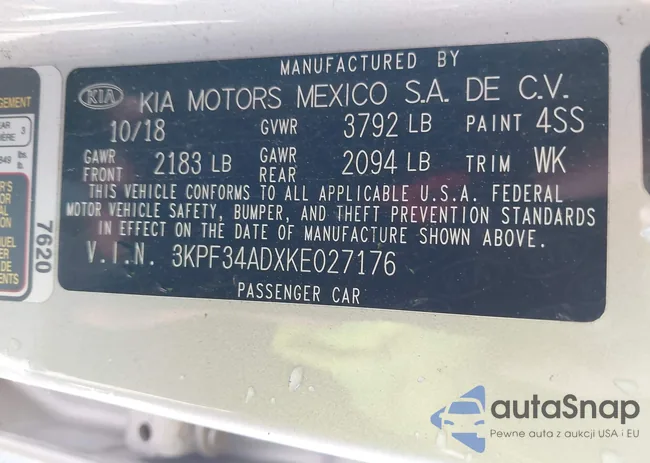 MANUFACTURED BY
KIA KIA MOTORS MEXICO S.A. DE C.V.
10/18 GVWR 3792 LB PAINT 4SS
GAWR FRONT 2183 LB GAWR REAR 2094 LB TRIM WK
THIS VEHICLE CONFORMS TO ALL APPLICABLE U.S.A. FEDERAL
MOTOR VEHICLE SAFETY, BUMPER, AND THEFT PREVENTION STANDARDS
IN EFFECT ON THE DATE OF MANUFACTURE SHOWN ABOVE.
V.I.N. 3KPF34ADXKE027176
PASSENGER CAR
7620
autaSnap
Pewne auta z aukcji USA i EU